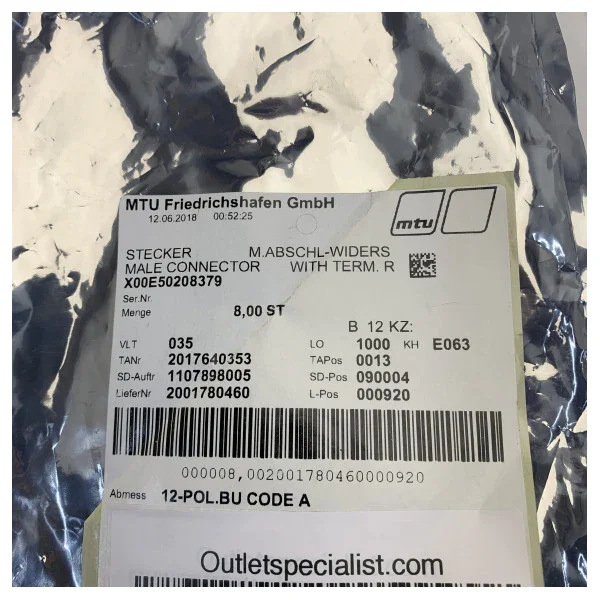 MTU Friedrichshafen GmbH
12.06.2018 00:52:25
mtu
STECKER M.ABSCHL-WIDERS
MALE CONNECTOR WITH TERM. R
X00E50208379
Ser.Nr.
Menge 8,00 ST
B 12 KZ:
VLT 035 LO 1000 KH E063
TANr 2017640353 TAPos 0013
SD-Auftr 1107898005 SD-Pos 090004
LieferNr 2001780460 L-Pos 000920
000008,002001780460000920
Abmess 12-POL.BU CODE A
Outletspecialist.com